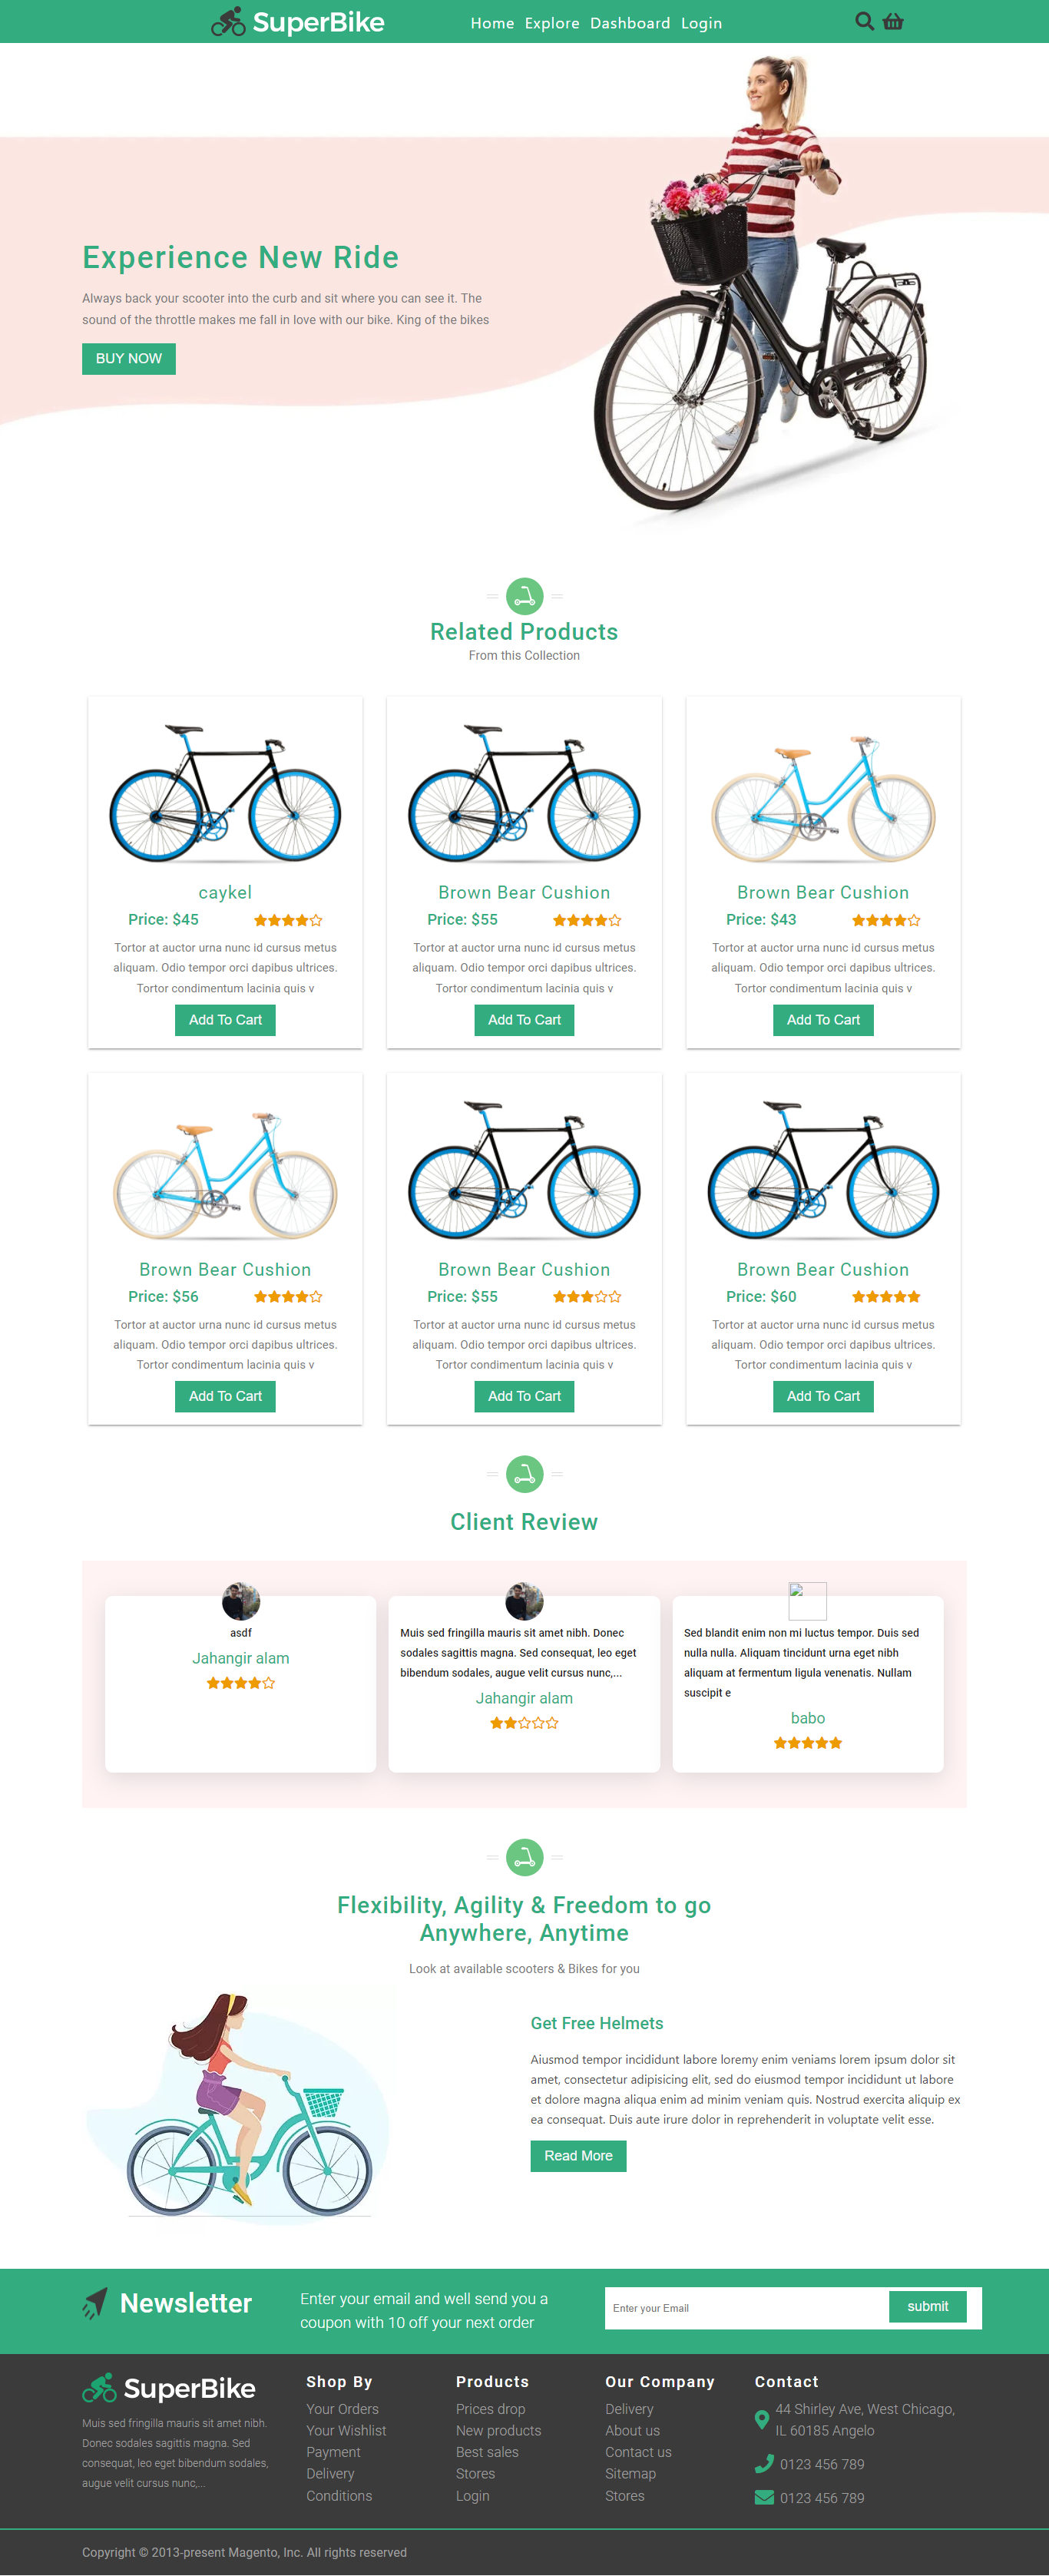 SuperBike
Home Explore Dashboard Login
Experience New Ride
Always back your scooter into the curb and sit where you can see it. The
sound of the throttle makes me fall in love with our bike. King of the bikes
BUY NOW
Related Products
From this Collection
caykel
Price: $45
Tortor at auctor urna nunc id cursus metus
aliquam. Odio tempor orci dapibus ultrices.
Tortor condimentum lacinia quis v
Add To Cart
Brown Bear Cushion
Price: $55
Tortor at auctor urna nunc id cursus metus
aliquam. Odio tempor orci dapibus ultrices.
Tortor condimentum lacinia quis v
Add To Cart
Brown Bear Cushion
Price: $43
Tortor at auctor urna nunc id cursus metus
aliquam. Odio tempor orci dapibus ultrices.
Tortor condimentum lacinia quis v
Add To Cart
Brown Bear Cushion
Price: $56
Tortor at auctor urna nunc id cursus metus
aliquam. Odio tempor orci dapibus ultrices.
Tortor condimentum lacinia quis v
Add To Cart
Brown Bear Cushion
Price: $55
Tortor at auctor urna nunc id cursus metus
aliquam. Odio tempor orci dapibus ultrices.
Tortor condimentum lacinia quis v
Add To Cart
Brown Bear Cushion
Price: $60
Tortor at auctor urna nunc id cursus metus
aliquam. Odio tempor orci dapibus ultrices.
Tortor condimentum lacinia quis v
Add To Cart
Client Review
asdf
Jahangir alam
Muis sed fringilla mauris sit amet nibh. Donec
sodales sagittis magna. Sed consequat, leo eget
bibendum sodales, augue velit cursus nunc,...
Jahangir alam
Sed blandit enim non mi luctus tempor. Duis sed
nulla nulla. Aliquam tincidunt urna eget nibh
aliquam at fermentum ligula venenatis. Nullam
suscipit e
babo
Flexibility, Agility & Freedom to go
Anywhere, Anytime
Look at available scooters & Bikes for you
Get Free Helmets
Aiusmod tempor incididunt labore loremy enim veniams lorem ipsum dolor sit
amet, consectetur adipisicing elit, sed do eiusmod tempor incididunt ut labore
et dolore magna aliqua enim ad minim veniam quis. Nostrud exercita aliquip ex
ea consequat. Duis aute irure dolor in reprehenderit in voluptate velit esse.
Read More
Newsletter
Enter your email and well send you a
coupon with 10 off your next order
Enter your Email
submit
SuperBike
Muis sed fringilla mauris sit amet nibh.
Donec sodales sagittis magna. Sed
consequat, leo eget bibendum sodales,
augue velit cursus nunc,...
Shop By
Your Orders
Your Wishlist
Payment
Delivery
Conditions
Products
Prices drop
New products
Best sales
Stores
Login
Our Company
Delivery
About us
Contact us
Sitemap
Stores
Contact
44 Shirley Ave, West Chicago,
IL 60185 Angelo
0123 456 789
0123 456 789
Copyright © 2013-present Magento, Inc. All rights reserved